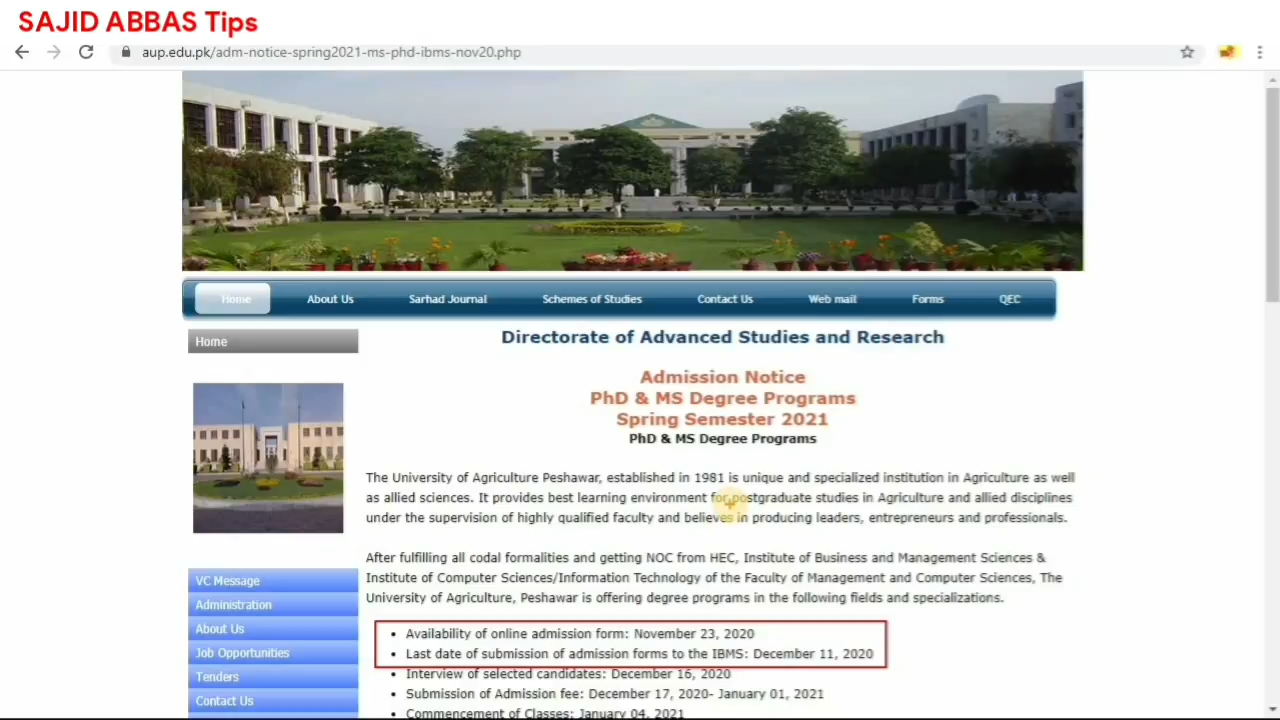 SAJID ABBAS Tips
aup.edu.pk/adm-notice-spring2021-ms-phd-ibms-nov20.php
Home About Us Sarhad Journal Schemes of Studies Contact Us Web mail Forms QEC
Home
VC Message
Administration
About Us
Job Opportunities
Tenders
Contact Us
Directorate of Advanced Studies and Research
Admission Notice
PhD & MS Degree Programs
Spring Semester 2021
PhD & MS Degree Programs
The University of Agriculture Peshawar, established in 1981 is unique and specialized institution in Agriculture as well
as allied sciences. It provides best learning environment for postgraduate studies in Agriculture and allied disciplines
under the supervision of highly qualified faculty and believes in producing leaders, entrepreneurs and professionals.
After fulfilling all codal formalities and getting NOC from HEC, Institute of Business and Management Sciences &
Institute of Computer Sciences/Information Technology of the Faculty of Management and Computer Sciences, The
University of Agriculture, Peshawar is offering degree programs in the following fields and specializations.
• Availability of online admission form: November 23, 2020
• Last date of submission of admission forms to the IBMS: December 11, 2020
• Interview of selected candidates: December 16, 2020
• Submission of Admission fee: December 17, 2020- January 01, 2021
• Commencement of Classes: January 04, 2021